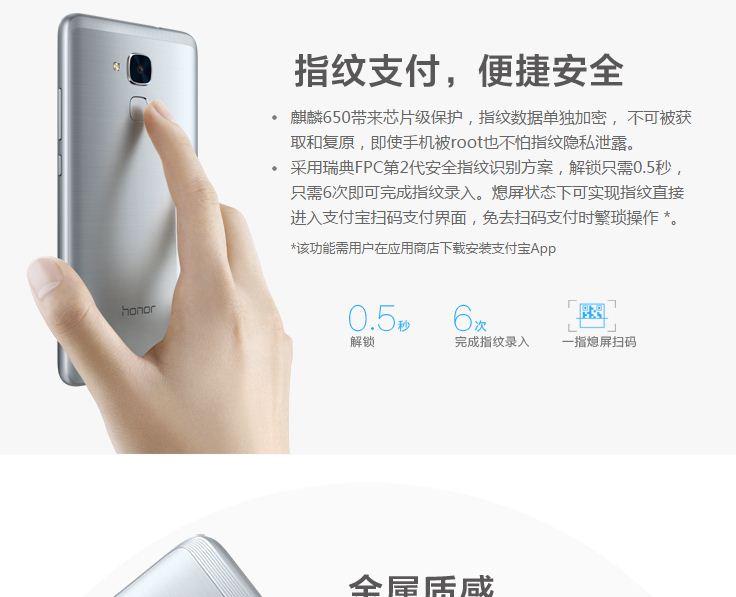 指纹支付，便捷安全
• 麒麟650带来芯片级保护，指纹数据单独加密， 不可被获
取和复原，即使手机被root也不怕指纹隐私泄露。
• 采用瑞典FPC第2代安全指纹识别方案，解锁只需0.5秒，
只需6次即可完成指纹录入。熄屏状态下可实现指纹直接
进入支付宝扫码支付界面，免去扫码支付时繁琐操作 *。
*该功能需用户在应用商店下载安装支付宝App
honor
0.5秒
解锁
6次
完成指纹录入
一指熄屏扫码
金属质感